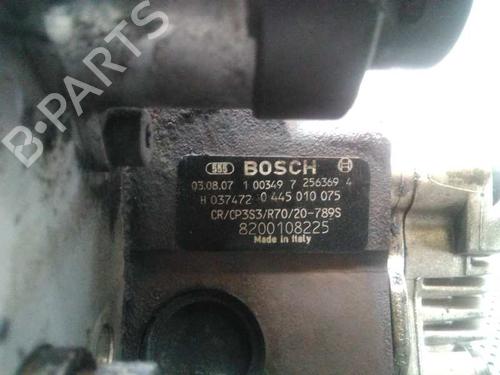 B-PARTS
555 BOSCH
03.08.07 1 00349 7 256369 4
H 037472 0 445 010 075
CR/CP3S3/R70/20-789S
8200108225
Made in Italy